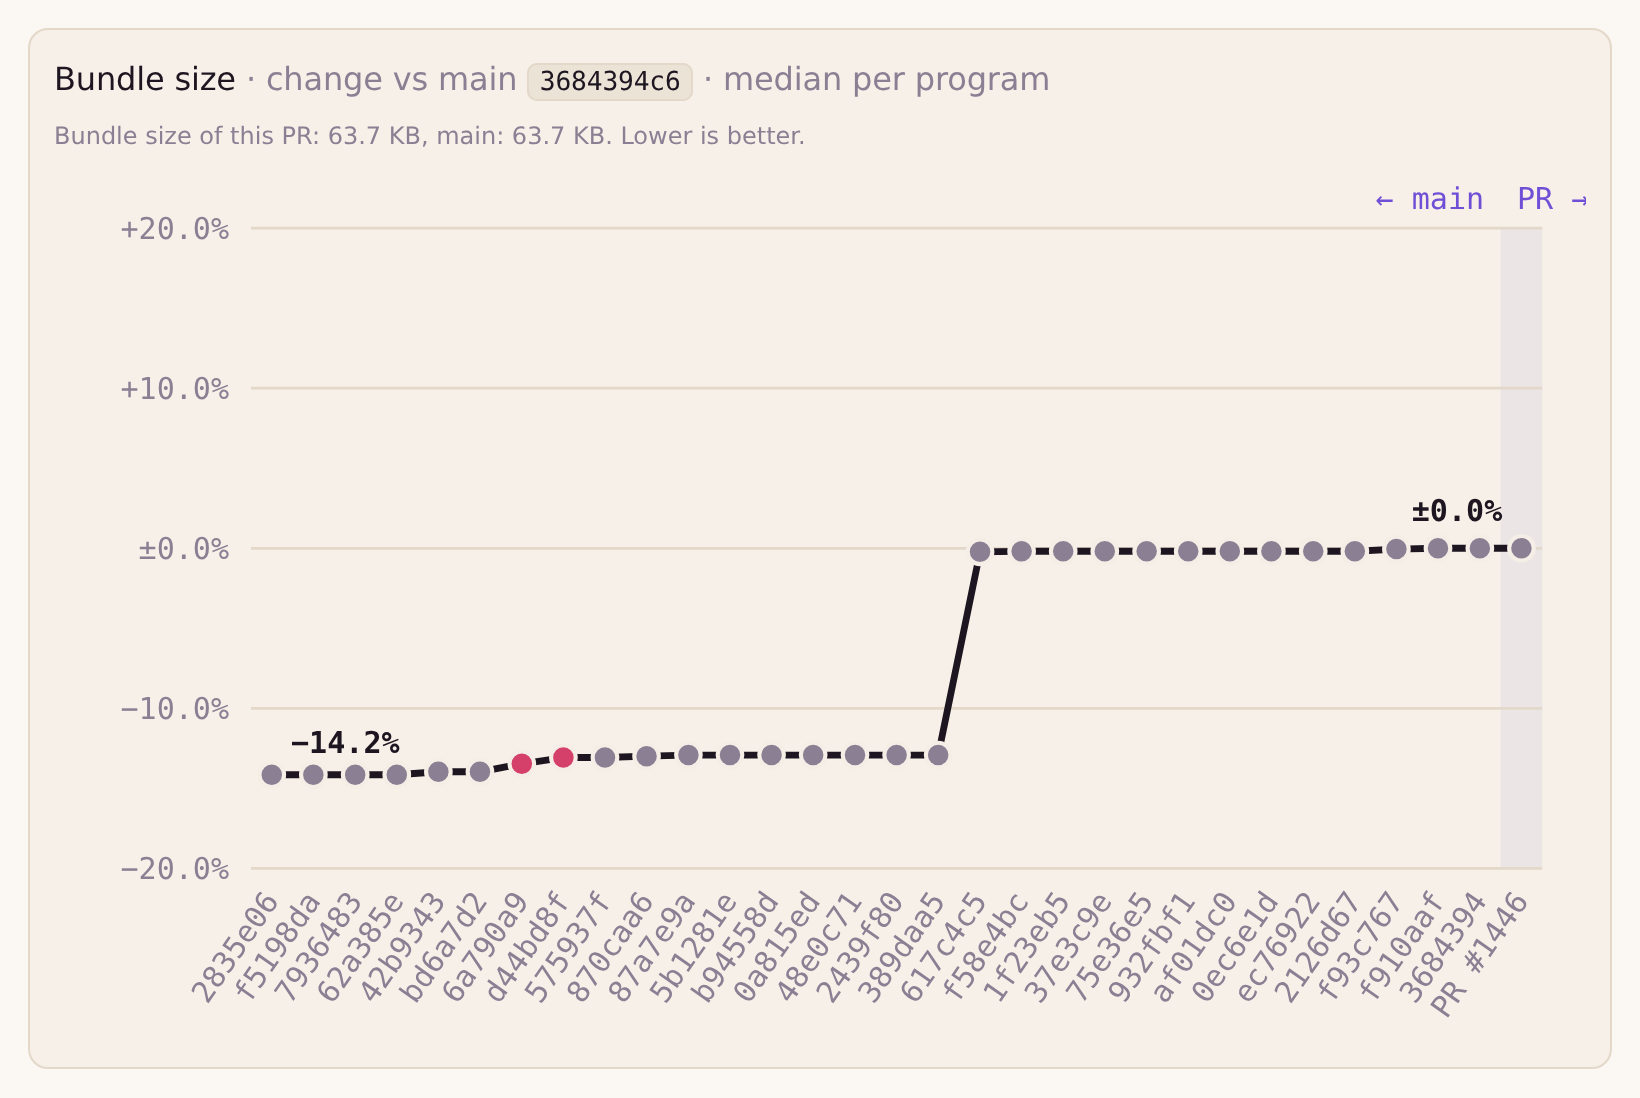 Bundle size · change vs main 3684394c6 · median per program
Bundle size of this PR: 63.7 KB, main: 63.7 KB. Lower is better.
← main PR →
+20.0%
+10.0%
±0.0%
±0.0%
−10.0%
−14.2%
−20.0%
2835e06
f5198da
7936483
62a385e
42b9343
bd6a7d2
6a790a9
d44bd8f
575937f
870caa6
87a7e9a
5b1281e
b94558d
0a815ed
48e0c71
2439f80
389daa5
617c4c5
f58e4bc
1f23eb5
37e3c9e
75e36e5
932fbf1
af01dc0
0ec6e1d
ec76922
2126d67
f93c767
f910aaf
3684394
PR #1446